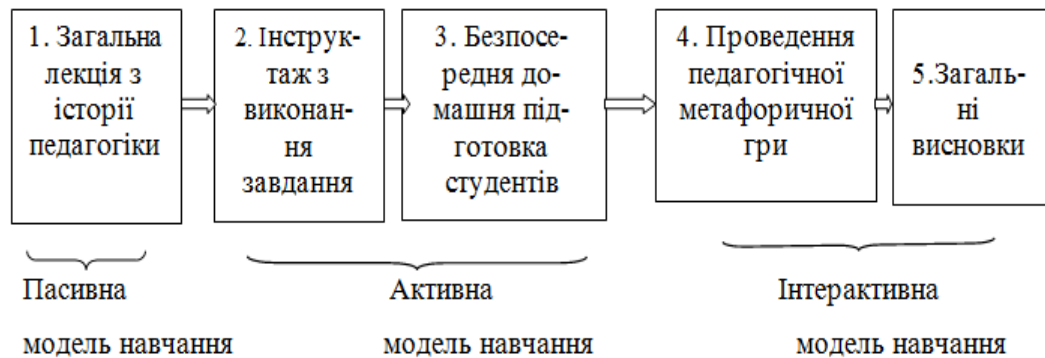 1. Загальна
лекція з
історії
педагогіки
2. Інструк-
таж з
виконан-
ня
завдання
3. Безпосе-
редня до-
машня під-
готовка
студентів
4. Проведення
педагогічної
метафоричної
гри
5.Загаль-
ні
висновки
Пасивна
модель навчання
Активна
модель навчання
Інтерактивна
модель навчання